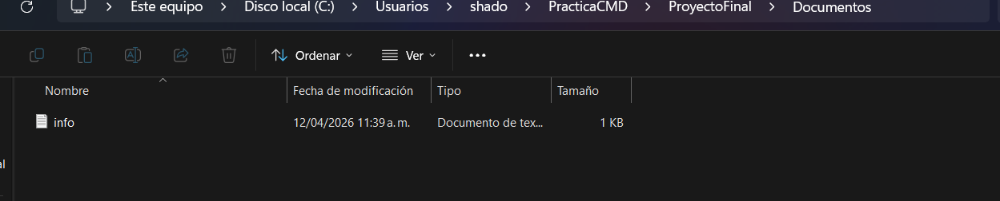 Este equipo > Disco local (C:) > Usuarios > shado > PracticaCMD > ProyectoFinal > Documentos
Ordenar Ver
Nombre Fecha de modificación Tipo Tamaño
info 12/04/2026 11:39 a. m. Documento de tex... 1 KB
al